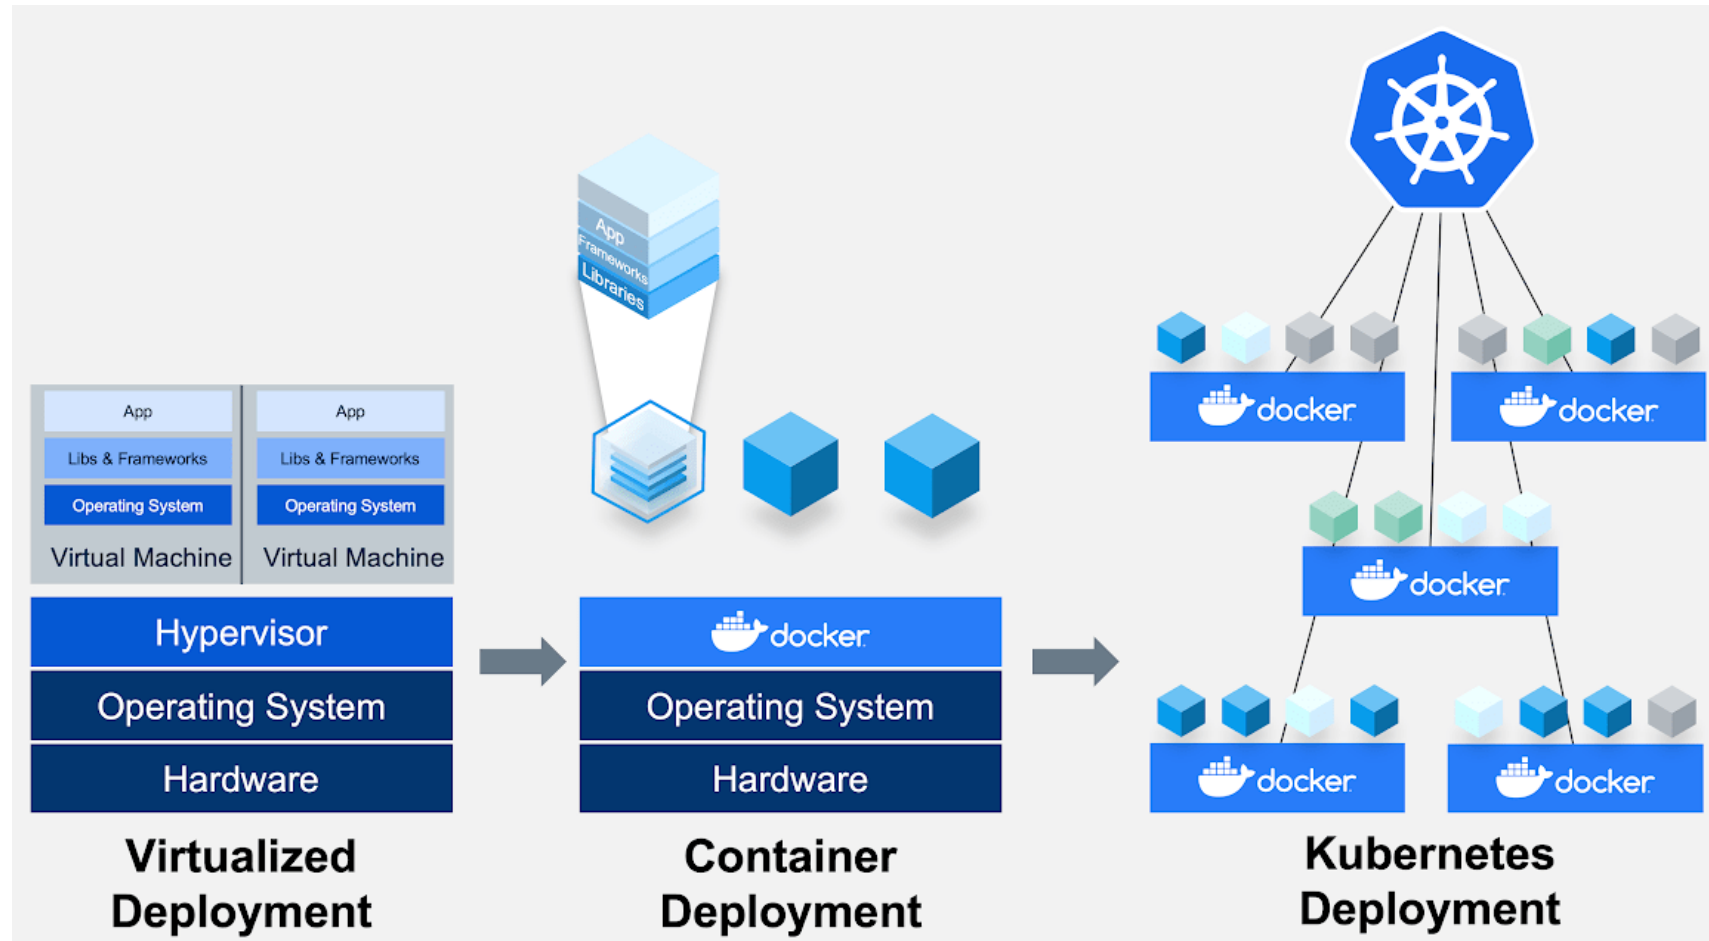 App
Libs & Frameworks
Operating System
Virtual Machine
App
Libs & Frameworks
Operating System
Virtual Machine
Hypervisor
Operating System
Hardware
Virtualized
Deployment
App
Frameworks
Libraries
docker
Operating System
Hardware
Container
Deployment
docker
docker
docker
docker
docker
Kubernetes
Deployment